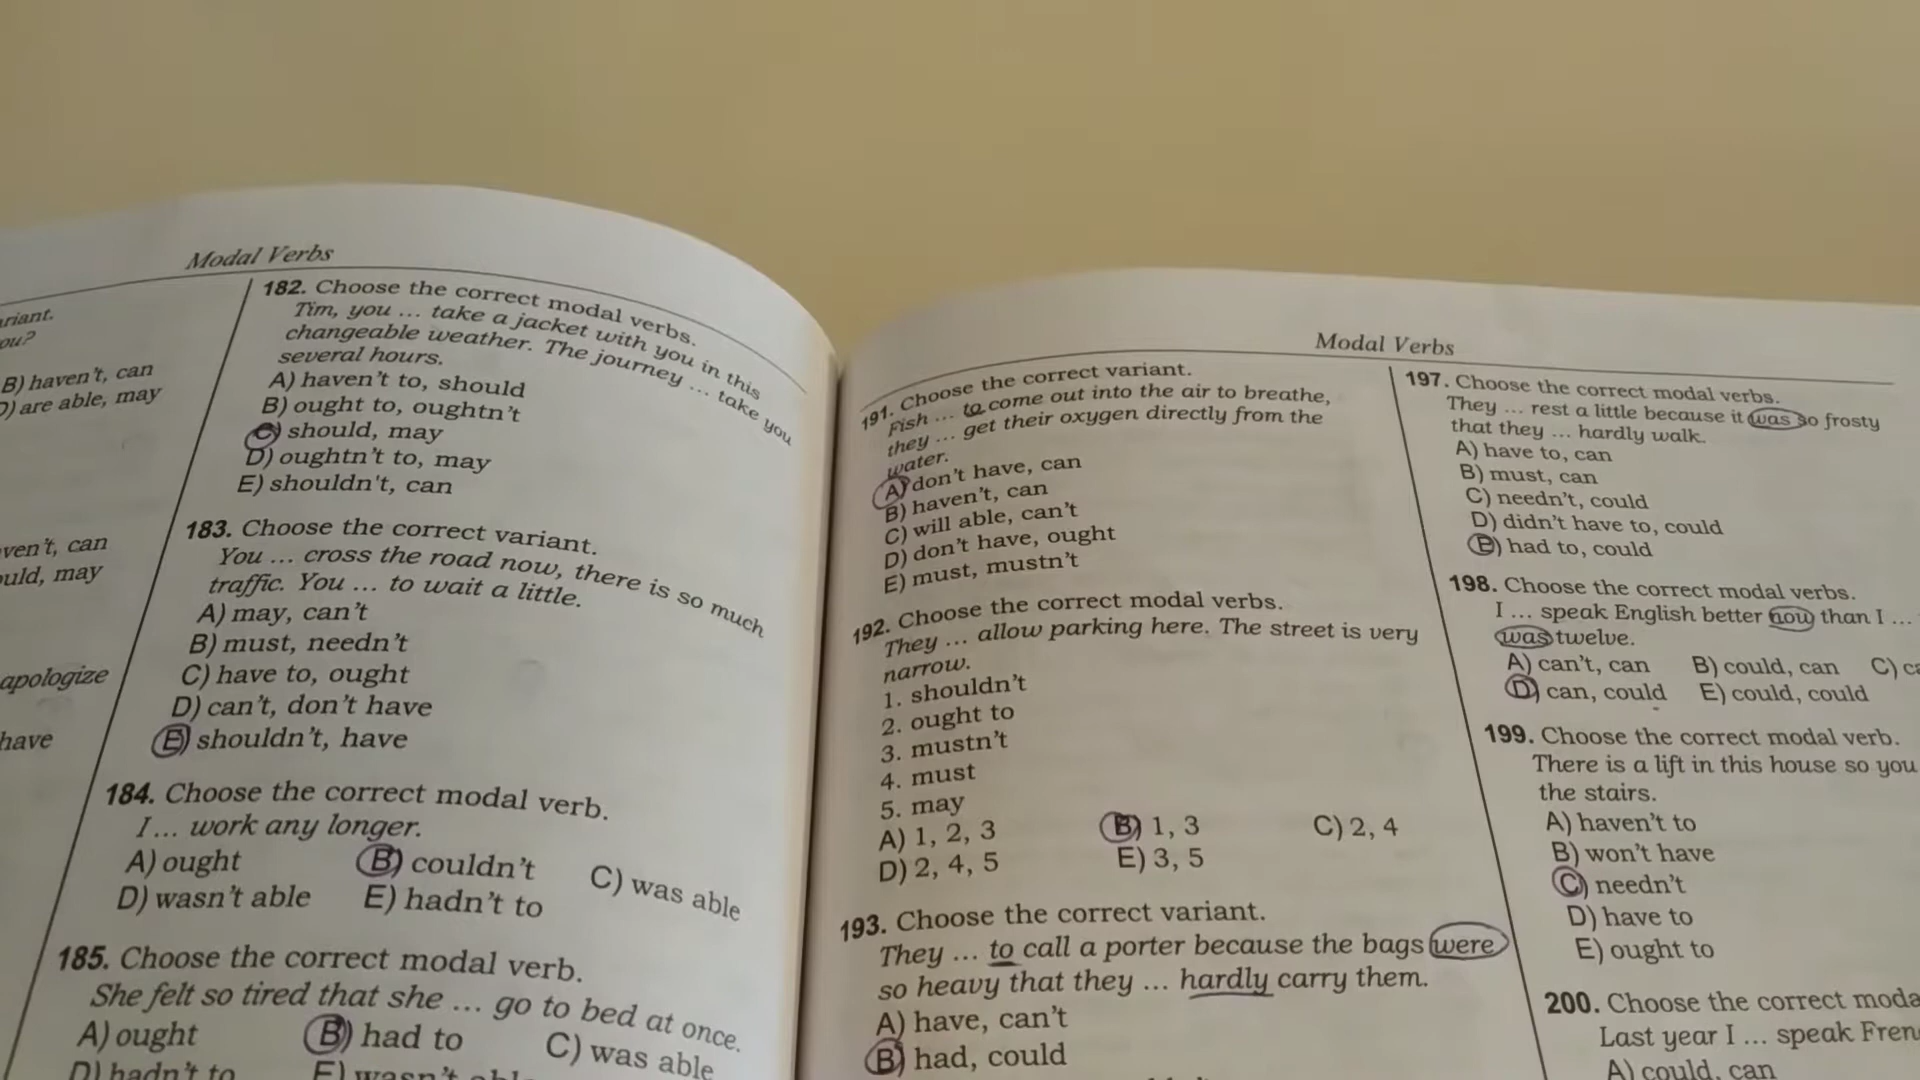 Modal Verbs
ariant.
ou?
B) haven't, can
D) are able, may
ven't, can
ould, may
apologize
have
182. Choose the correct modal verbs.
Tim, you ... take a jacket with you in this
changeable weather. The journey ... take you
several hours.
A) haven't to, should
B) ought to, oughtn't
C) should, may
D) oughtn't to, may
E) shouldn't, can
183. Choose the correct variant.
You ... cross the road now, there is so much
traffic. You ... to wait a little.
A) may, can't
B) must, needn't
C) have to, ought
D) can't, don't have
E) shouldn't, have
184. Choose the correct modal verb.
I ... work any longer.
A) ought B) couldn't C) was able
D) wasn't able E) hadn't to
185. Choose the correct modal verb.
She felt so tired that she ... go to bed at once.
A) ought B) had to C) was able
D) hadn't to E) wasn't abl
Modal Verbs
191. Choose the correct variant.
Fish ... to come out into the air to breathe,
they ... get their oxygen directly from the
water.
A) don't have, can
B) haven't, can
C) will able, can't
D) don't have, ought
E) must, mustn't
192. Choose the correct modal verbs.
They ... allow parking here. The street is very
narrow.
1. shouldn't
2. ought to
3. mustn't
4. must
5. may
A) 1, 2, 3 B) 1, 3 C) 2, 4
D) 2, 4, 5 E) 3, 5
193. Choose the correct variant.
They ... to call a porter because the bags were
so heavy that they ... hardly carry them.
A) have, can't
B) had, could
197. Choose the correct modal verbs.
They ... rest a little because it was so frosty
that they ... hardly walk.
A) have to, can
B) must, can
C) needn't, could
D) didn't have to, could
E) had to, could
198. Choose the correct modal verbs.
I ... speak English better now than I ...
was twelve.
A) can't, can B) could, can C) c
D) can, could E) could, could
199. Choose the correct modal verb.
There is a lift in this house so you
the stairs.
A) haven't to
B) won't have
C) needn't
D) have to
E) ought to
200. Choose the correct moda
Last year I ... speak Fren
A) could, can